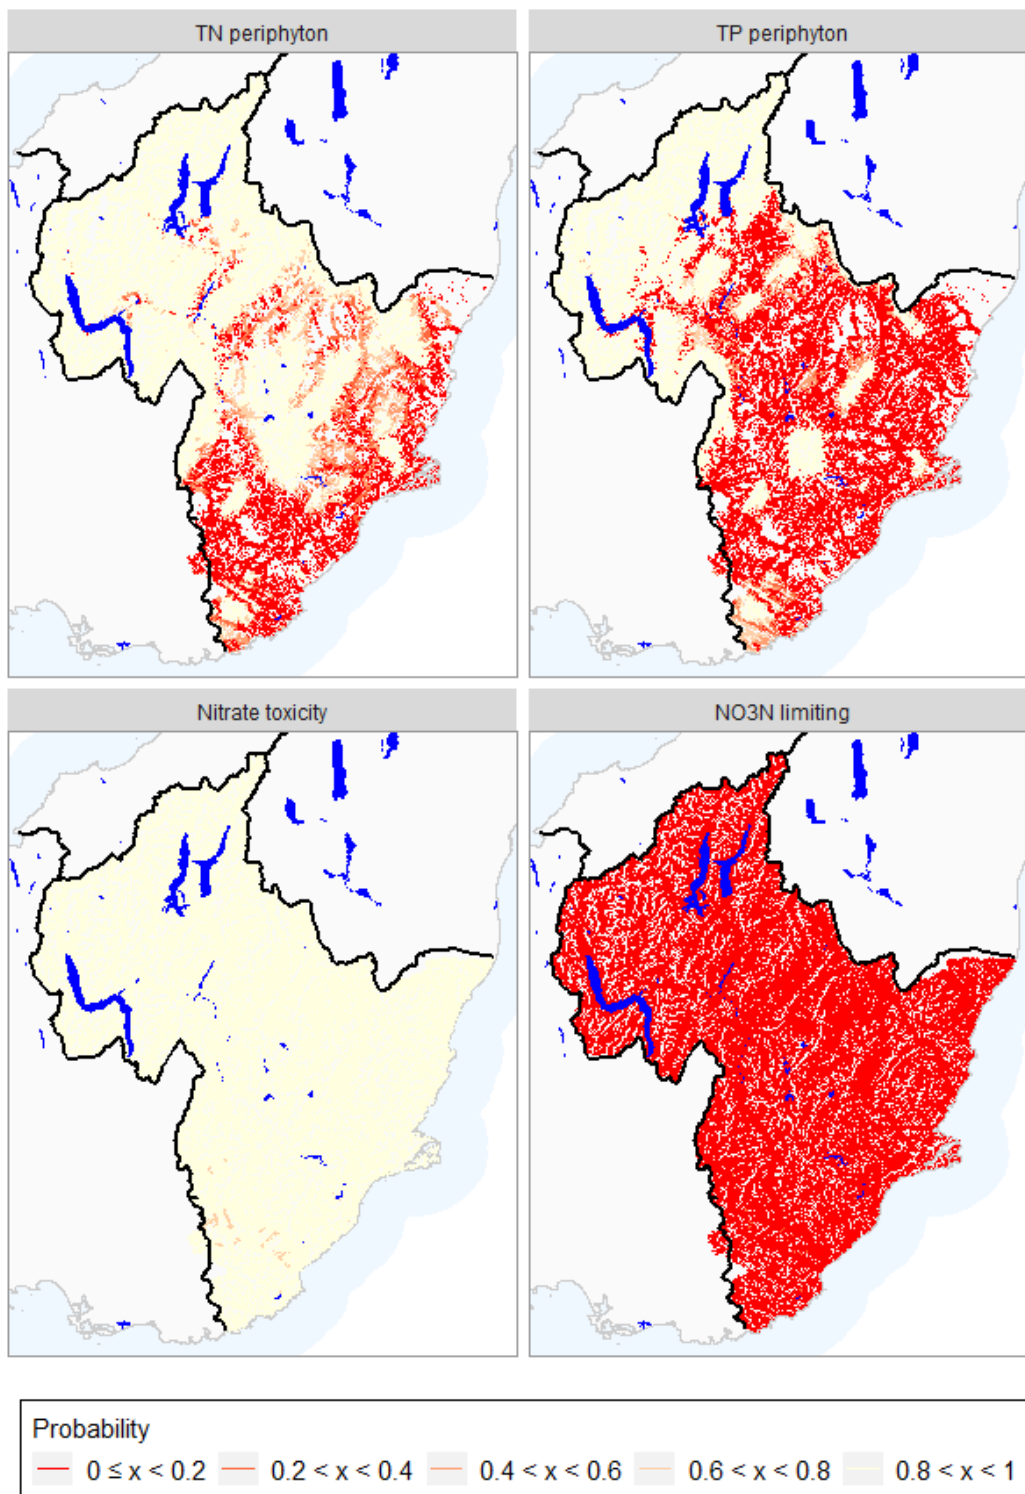 TN periphyton
TP periphyton
Nitrate toxicity
NO3N limiting
Probability
0 ≤ x < 0.2 0.2 < x < 0.4 0.4 < x < 0.6 0.6 < x < 0.8 0.8 < x < 1